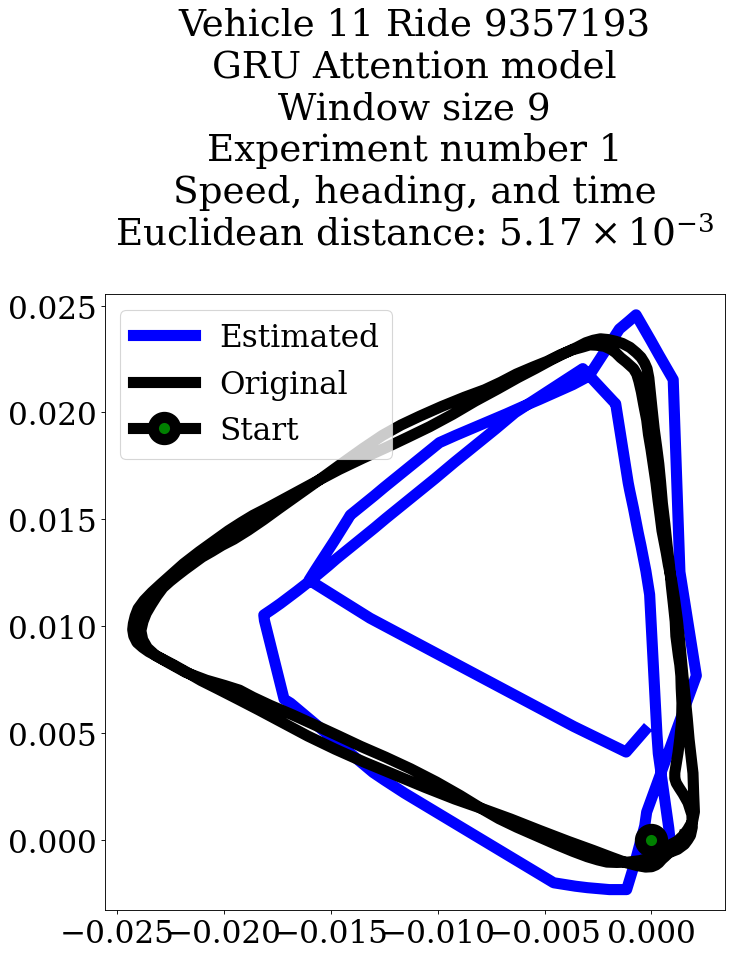 Vehicle 11 Ride 9357193
GRU Attention model
Window size 9
Experiment number 1
Speed, heading, and time
Euclidean distance: 5.17 × 10⁻³
Estimated
Original
Start
0.025
0.020
0.015
0.010
0.005
0.000
−0.025 −0.020 −0.015 −0.010 −0.005 0.000